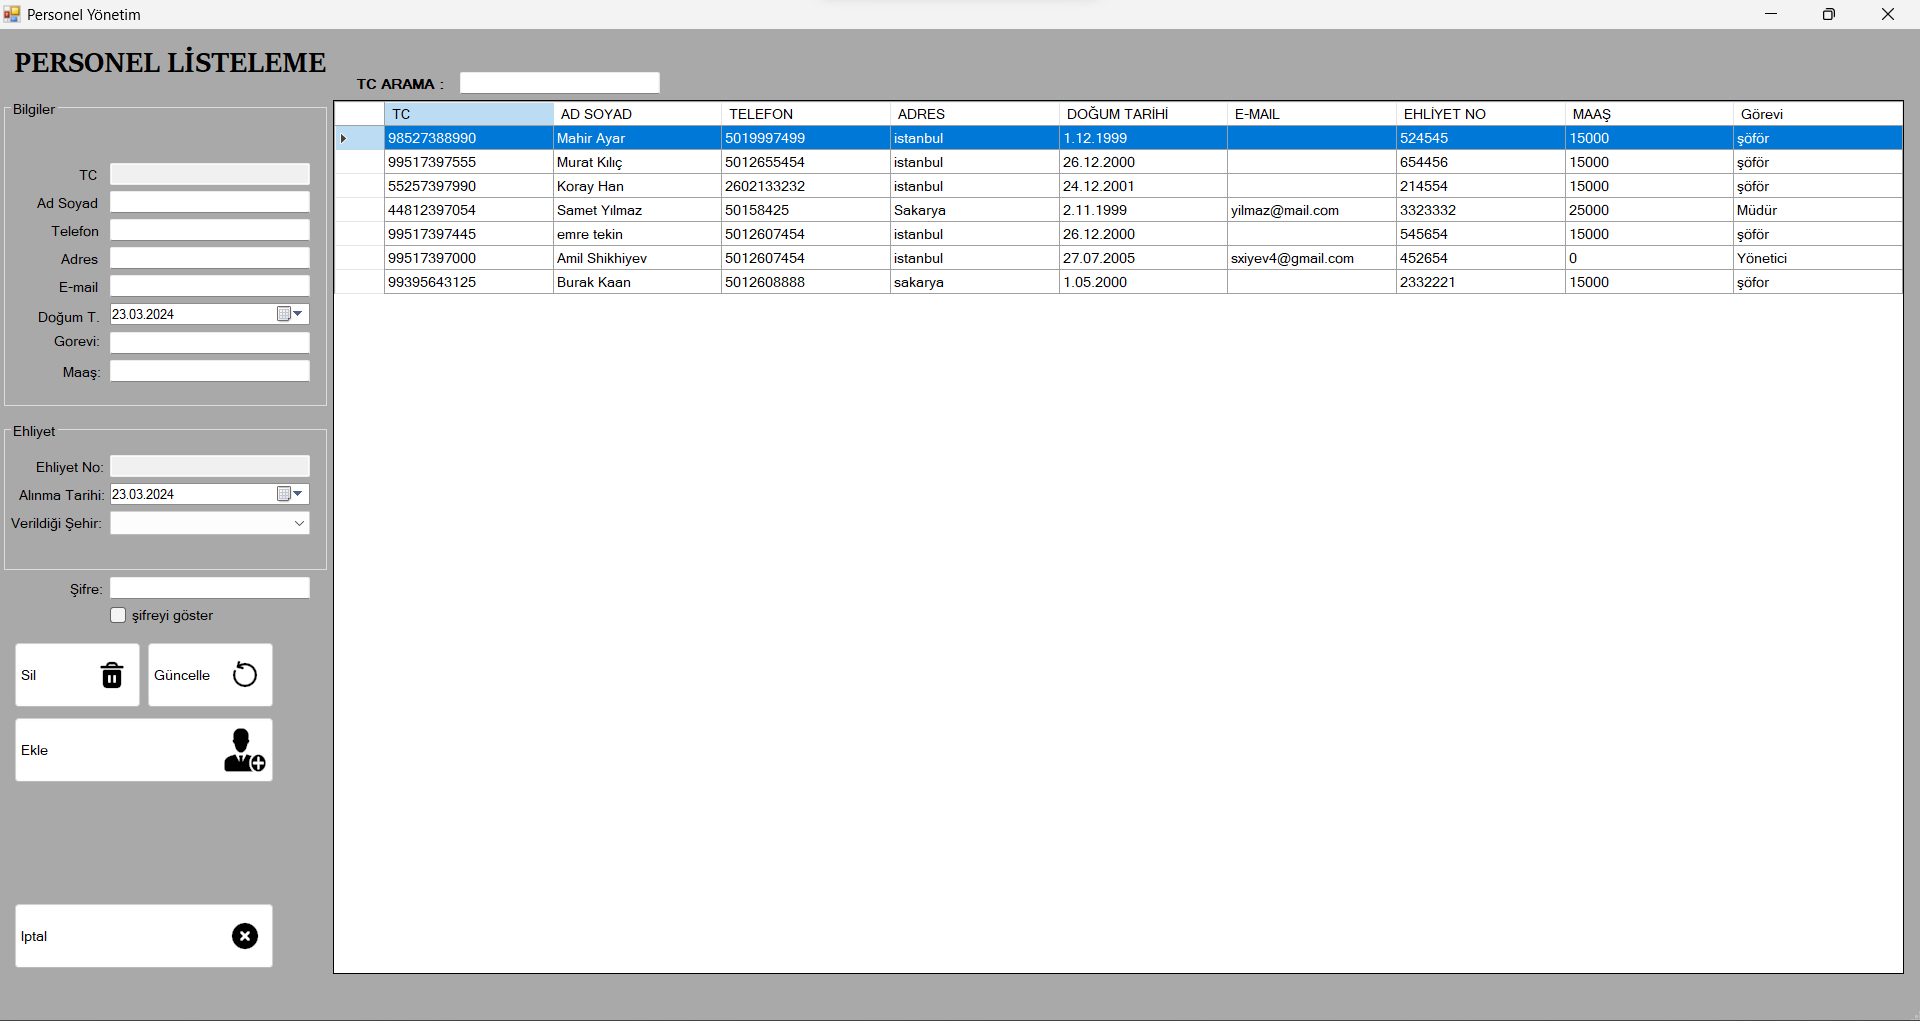 Personel Yönetim
PERSONEL LİSTELEME
TC ARAMA :
Bilgiler
TC
Ad Soyad
Telefon
Adres
E-mail
Doğum T. 23.03.2024
Gorevi:
Maaş:
Ehliyet
Ehliyet No:
Alınma Tarihi: 23.03.2024
Verildiği Şehir:
Şifre:
şifreyi göster
Sil
Güncelle
Ekle
Iptal
TC AD SOYAD TELEFON ADRES DOĞUM TARİHİ E-MAIL EHLİYET NO MAAŞ Görevi
98527388990 Mahir Ayar 5019997499 istanbul 1.12.1999 524545 15000 şöför
99517397555 Murat Kılıç 5012655454 istanbul 26.12.2000 654456 15000 şöför
55257397990 Koray Han 2602133232 istanbul 24.12.2001 214554 15000 şöför
44812397054 Samet Yılmaz 50158425 Sakarya 2.11.1999 yilmaz@mail.com 3323332 25000 Müdür
99517397445 emre tekin 5012607454 istanbul 26.12.2000 545654 15000 şöför
99517397000 Amil Shikhiyev 5012607454 istanbul 27.07.2005 sxiyev4@gmail.com 452654 0 Yönetici
99395643125 Burak Kaan 5012608888 sakarya 1.05.2000 2332221 15000 şöfor